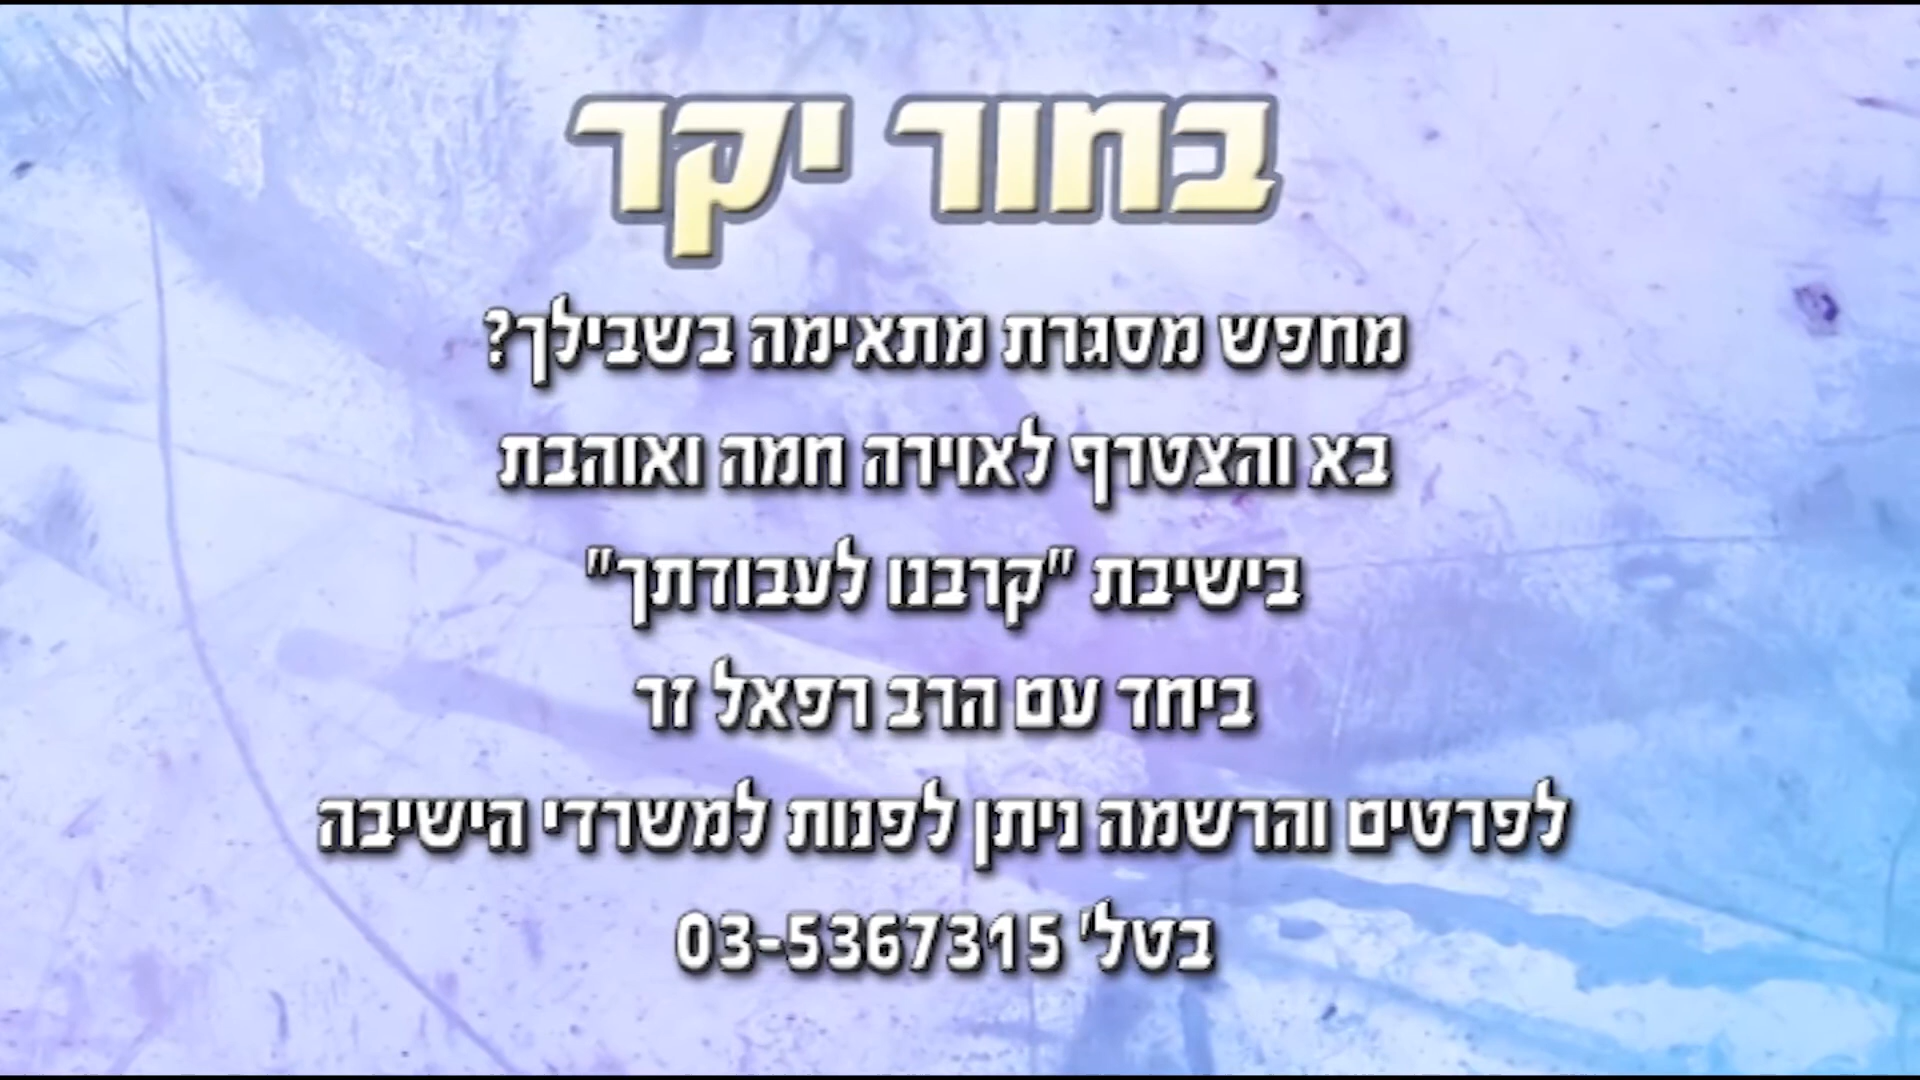 בחור יקר
מחפש מסגרת מתאימה בשבילך?
בא והצטרף לאוירה חמה ואוהבת
בישיבת "קרבנו לעבודתך"
ביחד עם הרב רפאל זר
לפרטים והרשמה ניתן לפנות למשרדי הישיבה
בטל' 03-5367315